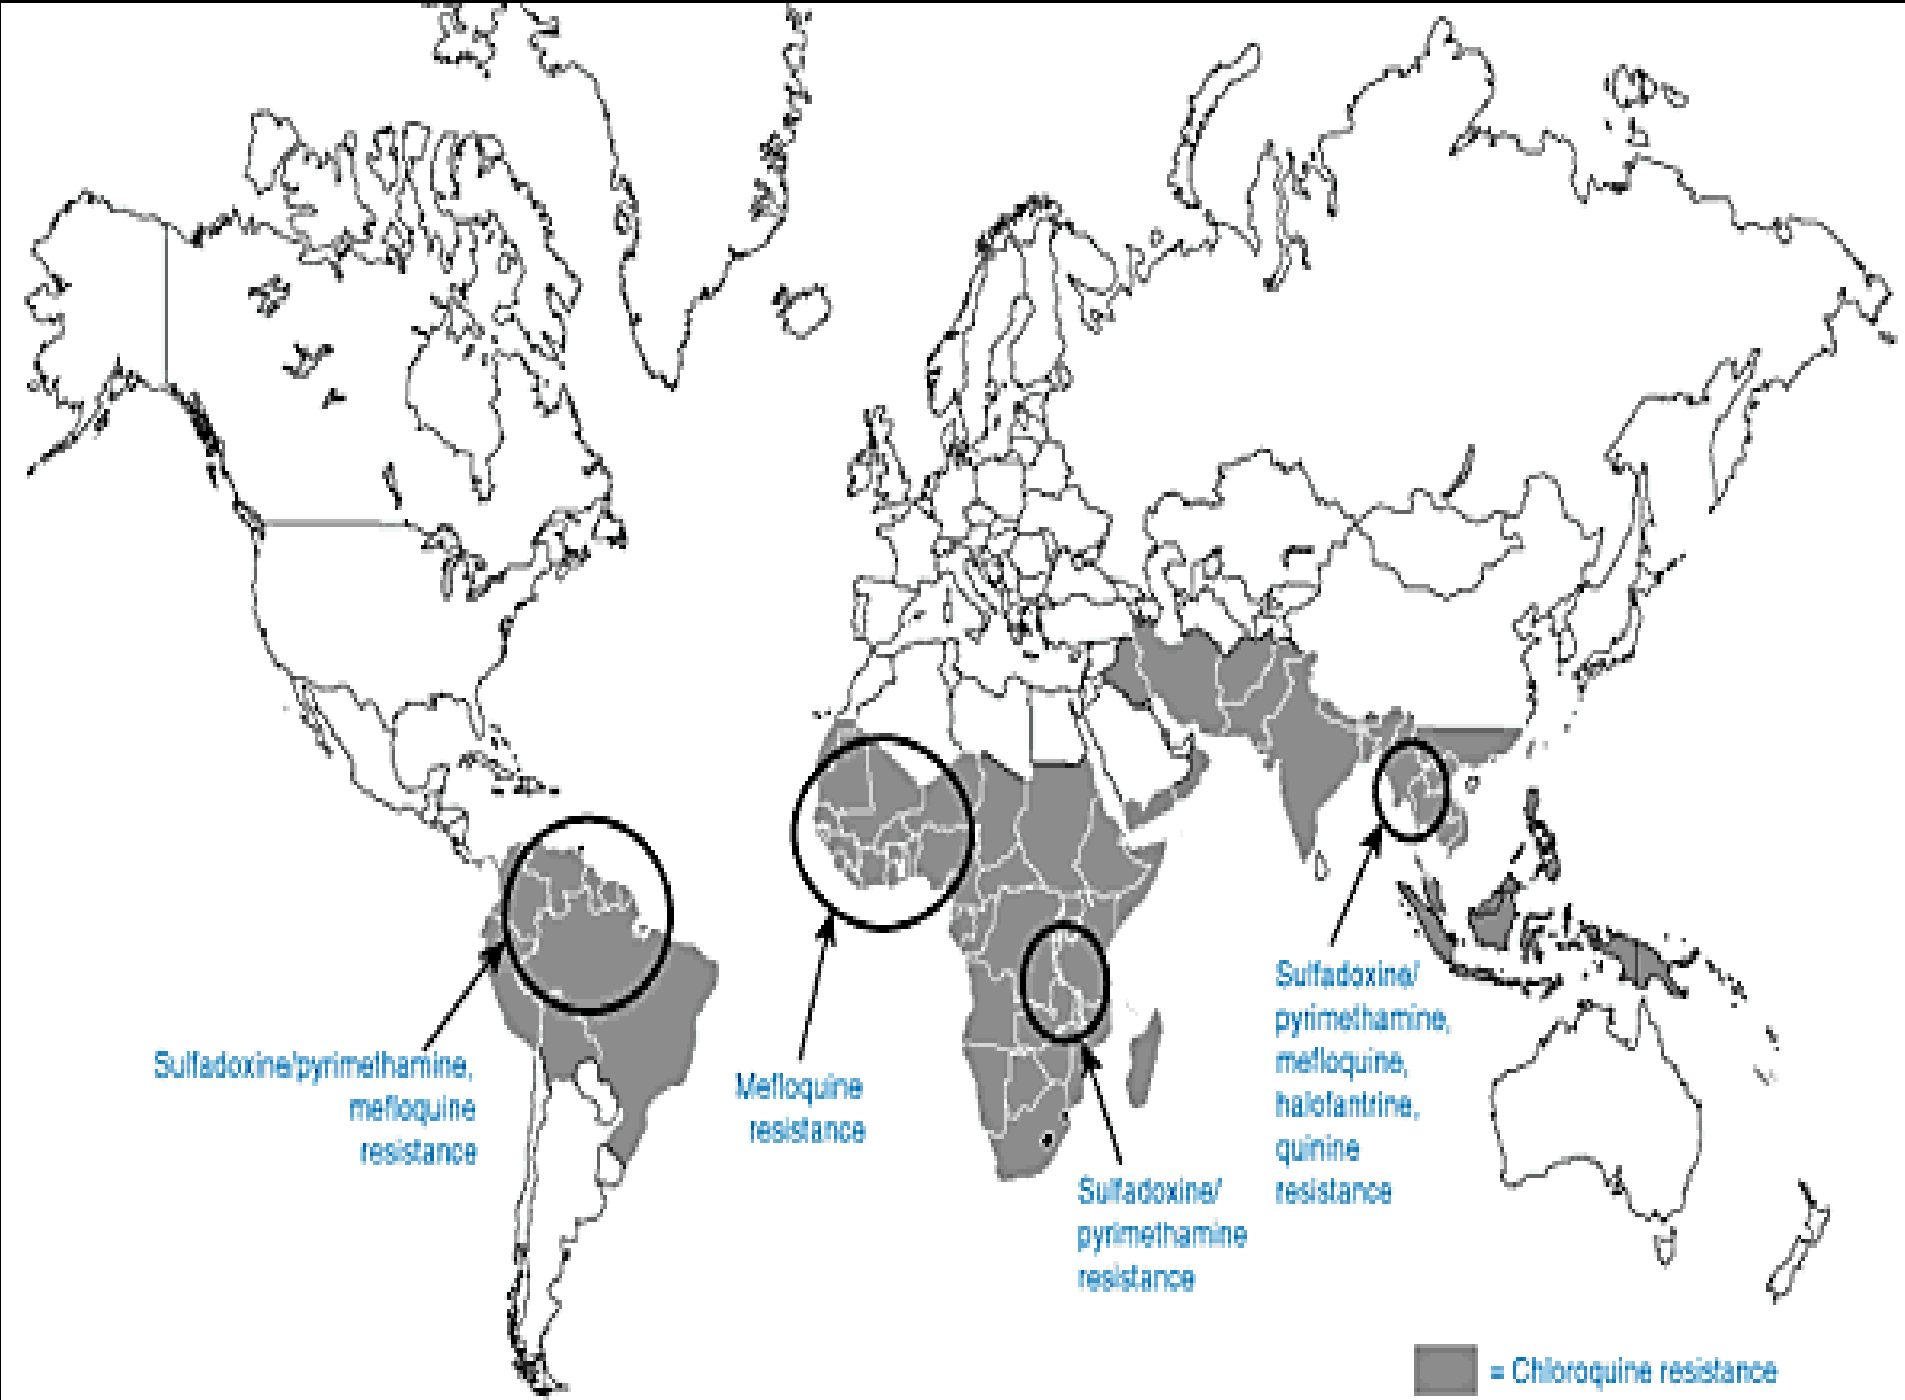 Sulfadoxine/pyrimethamine,
mefloquine
resistance
Mefloquine
resistance
Sulfadoxine/
pyrimethamine
resistance
Sulfadoxine/
pyrimethamine,
mefloquine,
halofantrine,
quinine
resistance
= Chloroquine resistance